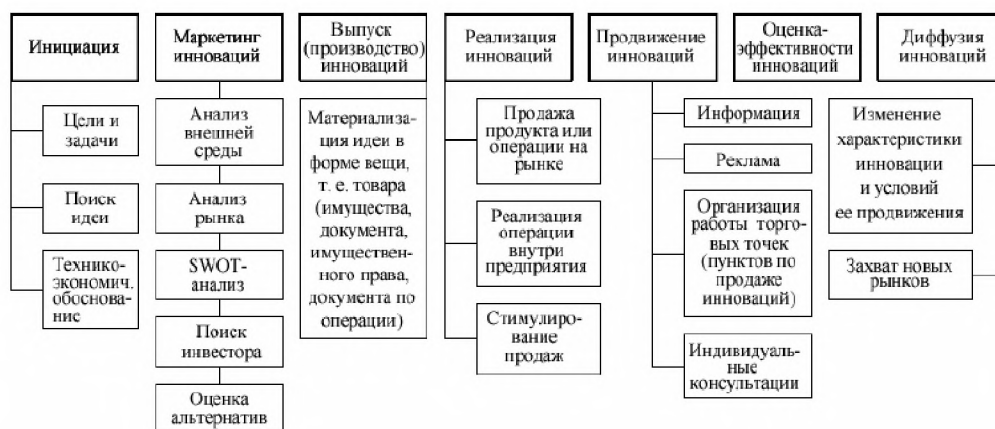 Инициация
Цели и
задачи
Поиск
идеи
Технико-
экономич.
обоснова-
ние
Маркетинг
инноваций
Анализ
внешней
среды
Анализ
рынка
SWOT-
анализ
Поиск
инвестора
Оценка
альтернатив
Выпуск
(производство)
инноваций
Материализа-
ция идеи в
форме вещи,
т. е. товара
(имущества,
документа,
имуществен-
ного права,
документа по
операции)
Реализация
инноваций
Продажа
продукта или
операции на
рынке
Реализация
операции
внутри
предприятия
Стимулиро-
вание
продаж
Продвижение
инноваций
Информация
Реклама
Организация
работы торго-
вых точек
(пунктов по
продаже
инноваций)
Индивидуаль-
ные
консультации
Оценка-
эффективности
инноваций
Диффузия
инноваций
Изменение
характеристики
инновации
и условий
ее продвижения
Захват новых
рынков